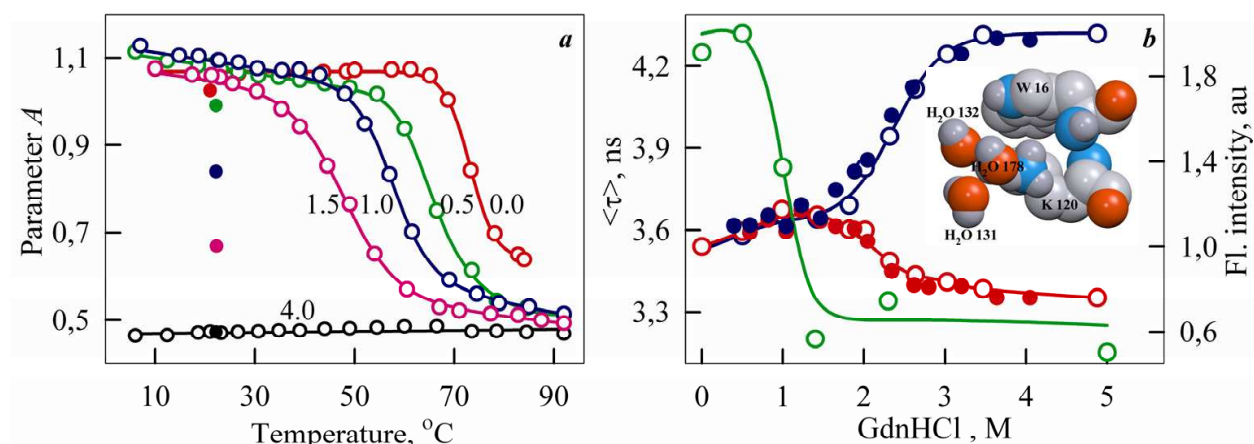 a
1,1
0,9
0,7
0,5
Parameter A
1.5 1.0 0.5 0.0
4.0
10 30 50 70 90
Temperature, °C
b
4,2
3,9
3,6
3,3
<τ>, ns
1,8
1,4
1,0
0,6
Fl. intensity, au
W 16
H₂O 132
H₂O 178
K 120
H₂O 131
0 1 2 3 4 5
GdnHCl , M